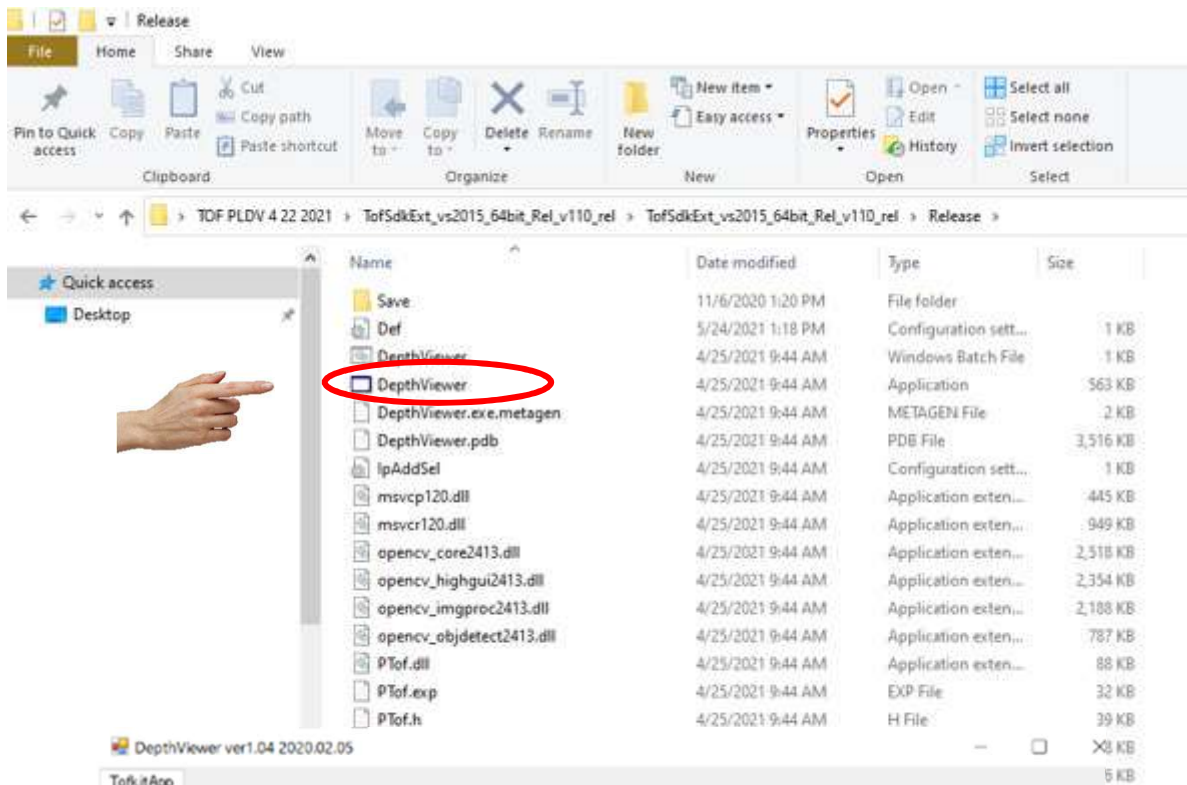 Release
File Home Share View
Pin to Quick access Copy Paste Cut Copy path Paste shortcut
Move to Copy to Delete Rename New folder New item Easy access Properties Open Edit History Select all Select none Invert selection
Clipboard Organize New Open Select
TOF PLDV 4 22 2021 > TofSdkExt_vs2015_64bit_Rel_v110_rel > TofSdkExt_vs2015_64bit_Rel_v110_rel > Release >
Name Date modified Type Size
Quick access
Desktop
Save 11/6/2020 1:20 PM File folder
Def 5/24/2021 1:18 PM Configuration sett... 1 KB
DepthViewer 4/25/2021 9:44 AM Windows Batch File 1 KB
DepthViewer 4/25/2021 9:44 AM Application 563 KB
DepthViewer.exe.metagen 4/25/2021 9:44 AM METAGEN File 2 KB
DepthViewer.pdb 4/25/2021 9:44 AM PDB File 3,516 KB
IpAddSel 4/25/2021 9:44 AM Configuration sett... 1 KB
msvcp120.dll 4/25/2021 9:44 AM Application exten... 445 KB
msvcr120.dll 4/25/2021 9:44 AM Application exten... 949 KB
opencv_core2413.dll 4/25/2021 9:44 AM Application exten... 2,518 KB
opencv_highgui2413.dll 4/25/2021 9:44 AM Application exten... 2,354 KB
opencv_imgproc2413.dll 4/25/2021 9:44 AM Application exten... 2,188 KB
opencv_objdetect2413.dll 4/25/2021 9:44 AM Application exten... 787 KB
PTof.dll 4/25/2021 9:44 AM Application exten... 88 KB
PTof.exp 4/25/2021 9:44 AM EXP File 32 KB
PTof.h 4/25/2021 9:44 AM H File 39 KB
DepthViewer ver1.04 2020.02.05 KB
TofkitApp KB